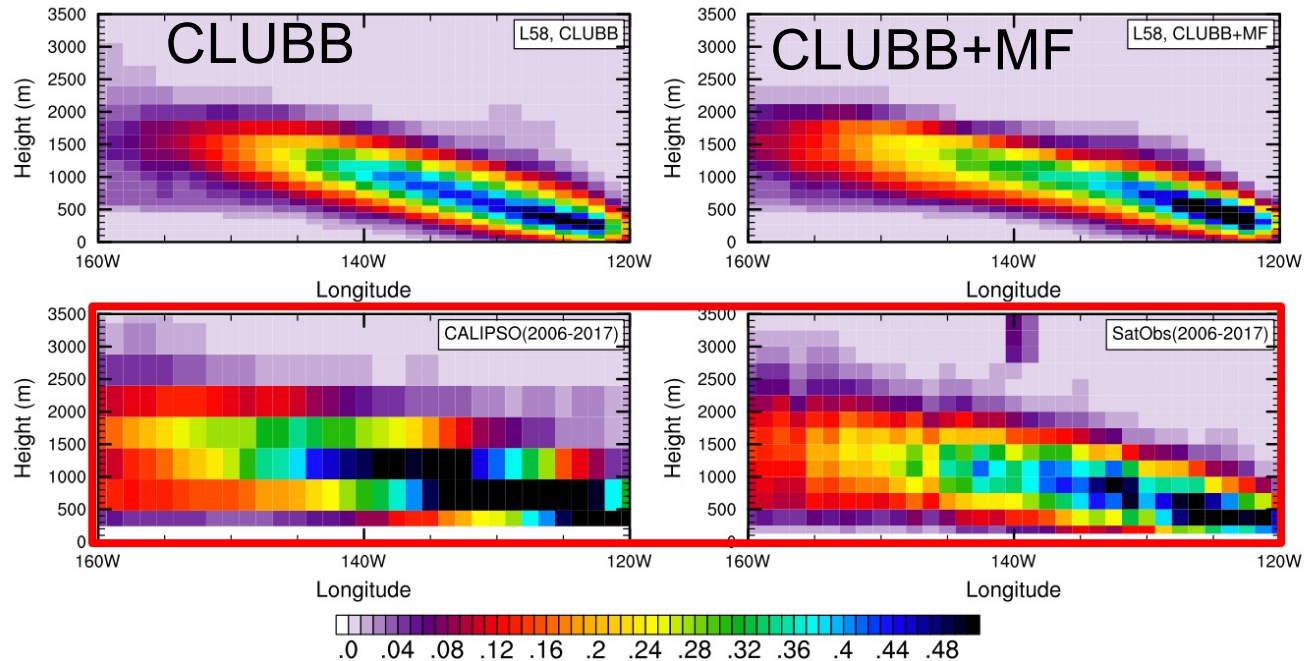 CLUBB
L58, CLUBB
3500
3000
2500
2000
1500
1000
500
0
Height (m)
160W
140W
120W
Longitude
CLUBB+MF
L58, CLUBB+MF
3500
3000
2500
2000
1500
1000
500
0
Height (m)
160W
140W
120W
Longitude
CALIPSO(2006-2017)
3500
3000
2500
2000
1500
1000
500
0
Height (m)
160W
140W
120W
Longitude
SatObs(2006-2017)
3500
3000
2500
2000
1500
1000
500
0
Height (m)
160W
140W
120W
Longitude
.0 .04 .08 .12 .16 .2 .24 .28 .32 .36 .4 .44 .48